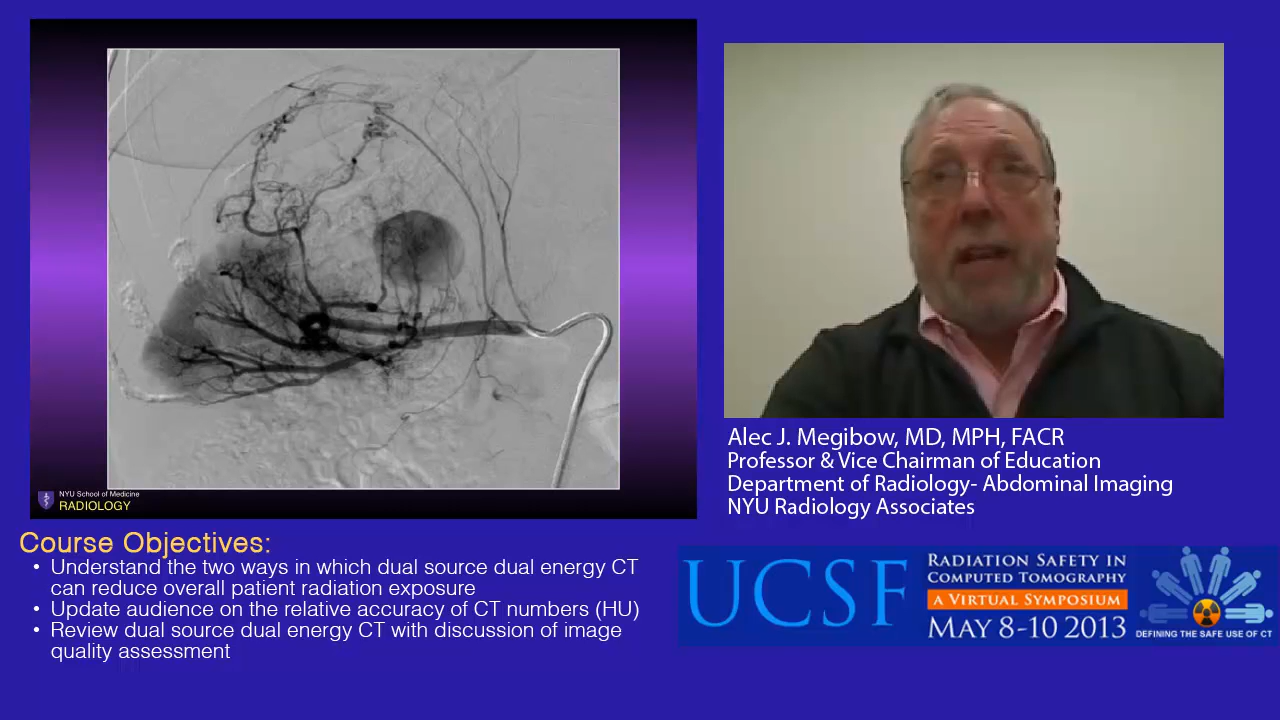 NYU School of Medicine
RADIOLOGY
Alec J. Megibow, MD, MPH, FACR
Professor & Vice Chairman of Education
Department of Radiology- Abdominal Imaging
NYU Radiology Associates
Course Objectives:
• Understand the two ways in which dual source dual energy CT
can reduce overall patient radiation exposure
• Update audience on the relative accuracy of CT numbers (HU)
• Review dual source dual energy CT with discussion of image
quality assessment
UCSF
RADIATION SAFETY IN
COMPUTED TOMOGRAPHY
A VIRTUAL SYMPOSIUM
MAY 8-10 2013
DEFINING THE SAFE USE OF CT